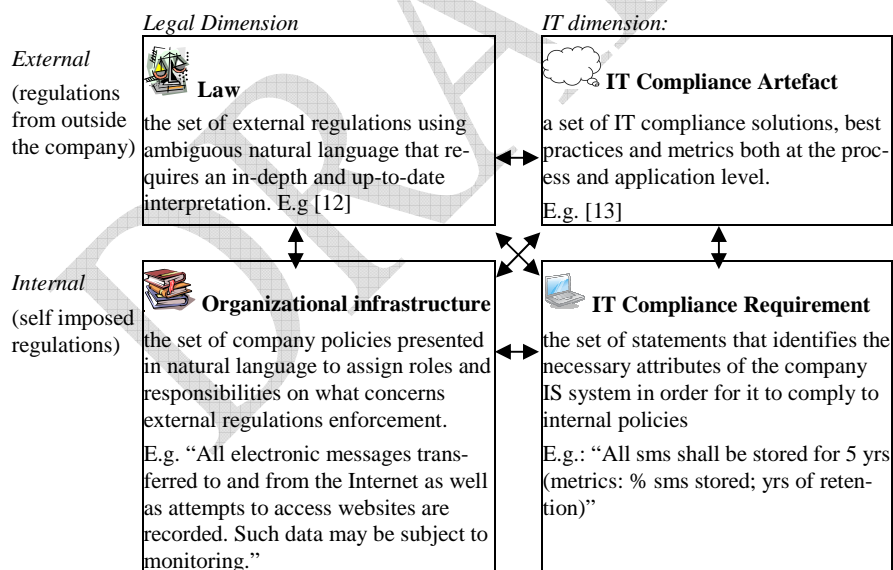 Legal Dimension
IT dimension:
External
(regulations
from outside
the company)
Law
the set of external regulations using
ambiguous natural language that re-
quires an in-depth and up-to-date
interpretation. E.g [12]
IT Compliance Artefact
a set of IT compliance solutions, best
practices and metrics both at the proc-
ess and application level.
E.g. [13]
Internal
(self imposed
regulations)
Organizational infrastructure
the set of company policies presented
in natural language to assign roles and
responsibilities on what concerns
external regulations enforcement.
E.g. “All electronic messages trans-
ferred to and from the Internet as well
as attempts to access websites are
recorded. Such data may be subject to
monitoring.”
IT Compliance Requirement
the set of statements that identifies the
necessary attributes of the company
IS system in order for it to comply to
internal policies
E.g.: “All sms shall be stored for 5 yrs
(metrics: % sms stored; yrs of reten-
tion)”